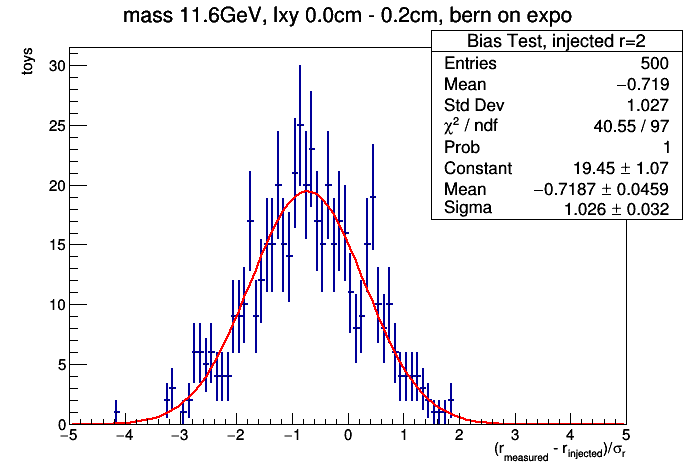 mass 11.6GeV, lxy 0.0cm - 0.2cm, bern on expo
Bias Test, injected r=2
Entries 500
Mean −0.719
Std Dev 1.027
χ² / ndf 40.55 / 97
Prob 1
Constant 19.45 ± 1.07
Mean −0.7187 ± 0.0459
Sigma 1.026 ± 0.032
toys
30
25
20
15
10
5
0
−5 −4 −3 −2 −1 0 1 2 3 4 5
(r_measured - r_injected)/σ_r